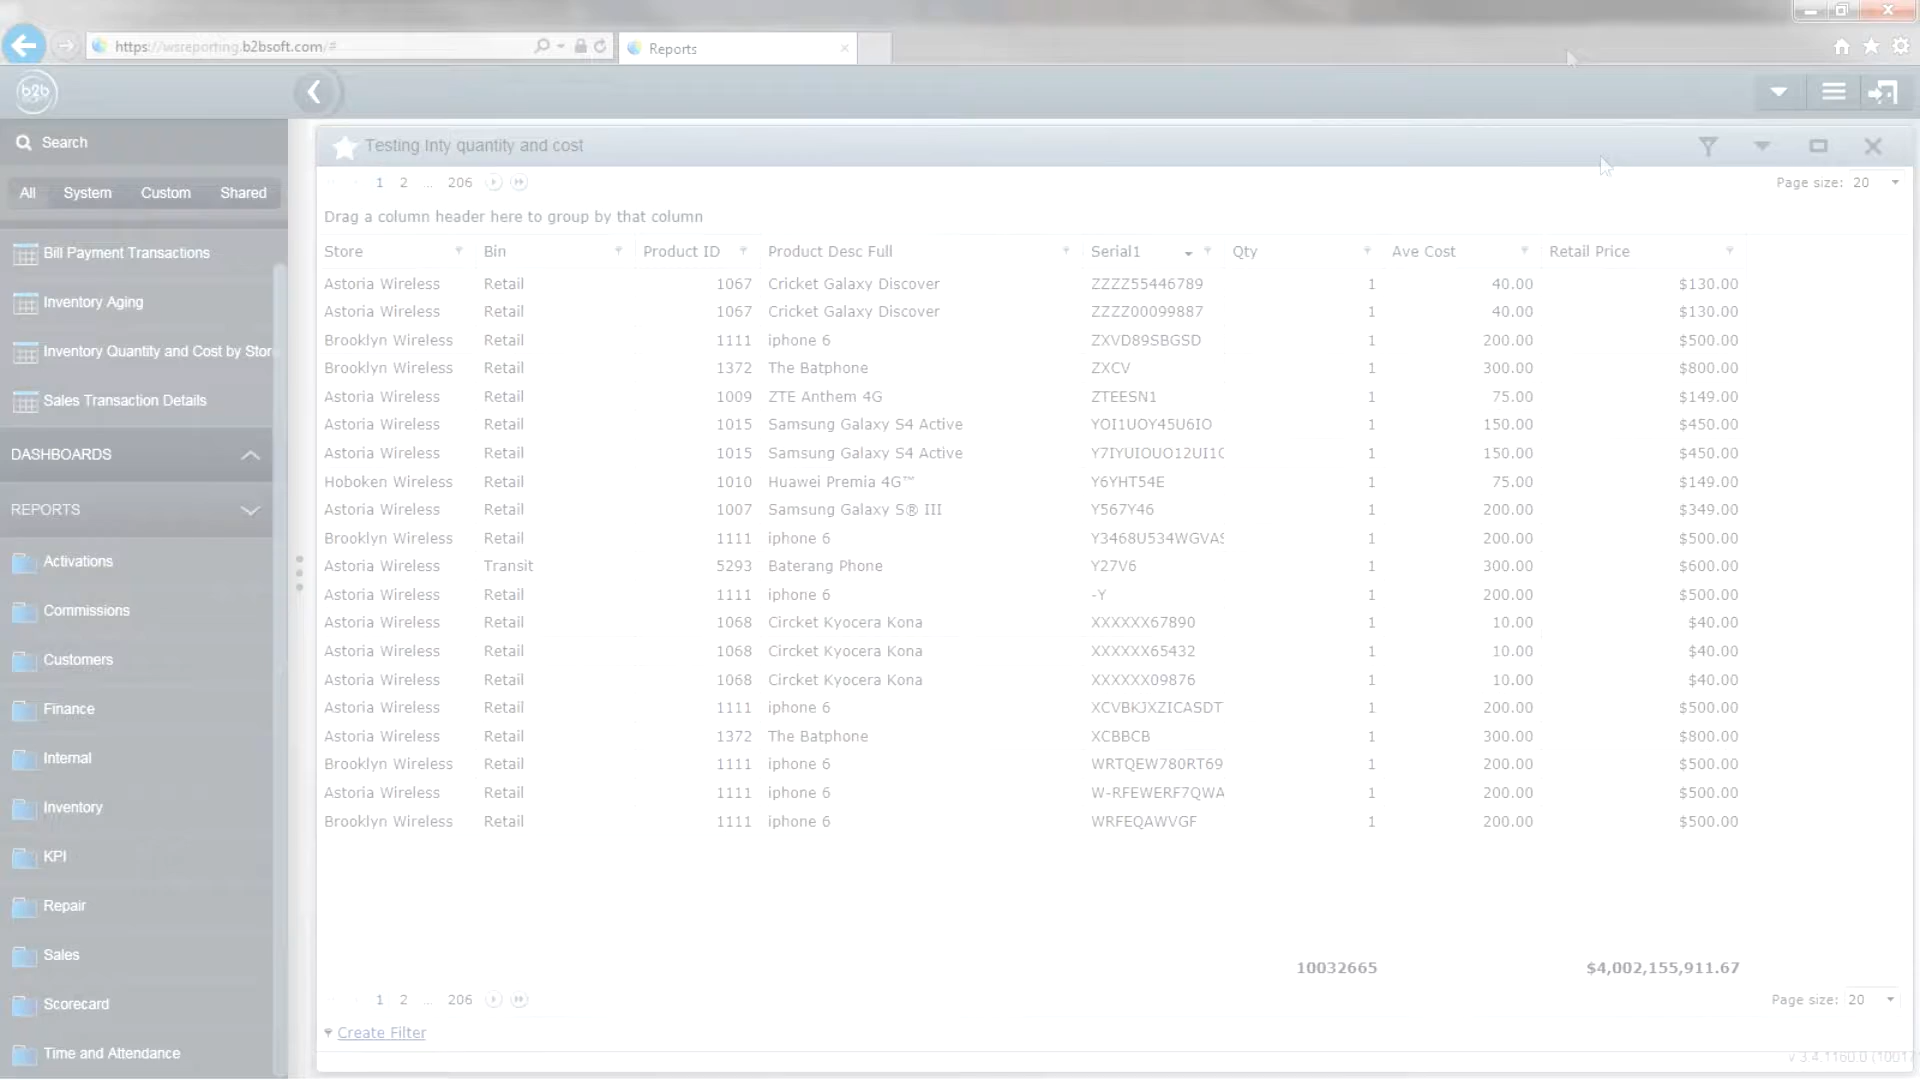 https://wsreporting.b2bsoft.com/#
Reports
b2b
Search
All System Custom Shared
Bill Payment Transactions
Inventory Aging
Inventory Quantity and Cost by Stor
Sales Transaction Details
DASHBOARDS
REPORTS
Activations
Commissions
Customers
Finance
Internal
Inventory
KPI
Repair
Sales
Scorecard
Time and Attendance
Testing Inty quantity and cost
1 2 ... 206 Page size: 20
Drag a column header here to group by that column
Store Bin Product ID Product Desc Full Serial1 Qty Ave Cost Retail Price
Astoria Wireless Retail 1067 Cricket Galaxy Discover ZZZZ55446789 1 40.00 $130.00
Astoria Wireless Retail 1067 Cricket Galaxy Discover ZZZZ00099887 1 40.00 $130.00
Brooklyn Wireless Retail 1111 iphone 6 ZXVD89SBGSD 1 200.00 $500.00
Brooklyn Wireless Retail 1372 The Batphone ZXCV 1 300.00 $800.00
Astoria Wireless Retail 1009 ZTE Anthem 4G ZTEESN1 1 75.00 $149.00
Astoria Wireless Retail 1015 Samsung Galaxy S4 Active YOI1UOY45U6IO 1 150.00 $450.00
Astoria Wireless Retail 1015 Samsung Galaxy S4 Active 1 150.00 $450.00
Hoboken Wireless Retail 1010 Huawei Premia 4G™ Y6YHT54E 1 75.00 $149.00
Astoria Wireless Retail 1007 Samsung Galaxy S® III Y567Y46 1 200.00 $349.00
Brooklyn Wireless Retail 1111 iphone 6 Y3468U534WGVAS 1 200.00 $500.00
Astoria Wireless Transit 5293 Baterang Phone Y27V6 1 300.00 $600.00
Astoria Wireless Retail 1111 iphone 6 -Y 1 200.00 $500.00
Astoria Wireless Retail 1068 Circket Kyocera Kona XXXXXX67890 1 10.00 $40.00
Astoria Wireless Retail 1068 Circket Kyocera Kona XXXXXX65432 1 10.00 $40.00
Astoria Wireless Retail 1068 Circket Kyocera Kona XXXXXX09876 1 10.00 $40.00
Astoria Wireless Retail 1111 iphone 6 XCVBKJXZICASDT 1 200.00 $500.00
Astoria Wireless Retail 1372 The Batphone XCBBCB 1 300.00 $800.00
Brooklyn Wireless Retail 1111 iphone 6 WRTQEW780RT69 1 200.00 $500.00
Astoria Wireless Retail 1111 iphone 6 W-RFEWERF7QWA 1 200.00 $500.00
Brooklyn Wireless Retail 1111 iphone 6 WRFEQAWVGF 1 200.00 $500.00
10032665 $4,002,155,911.67
1 2 ... 206 Page size: 20
Create Filter